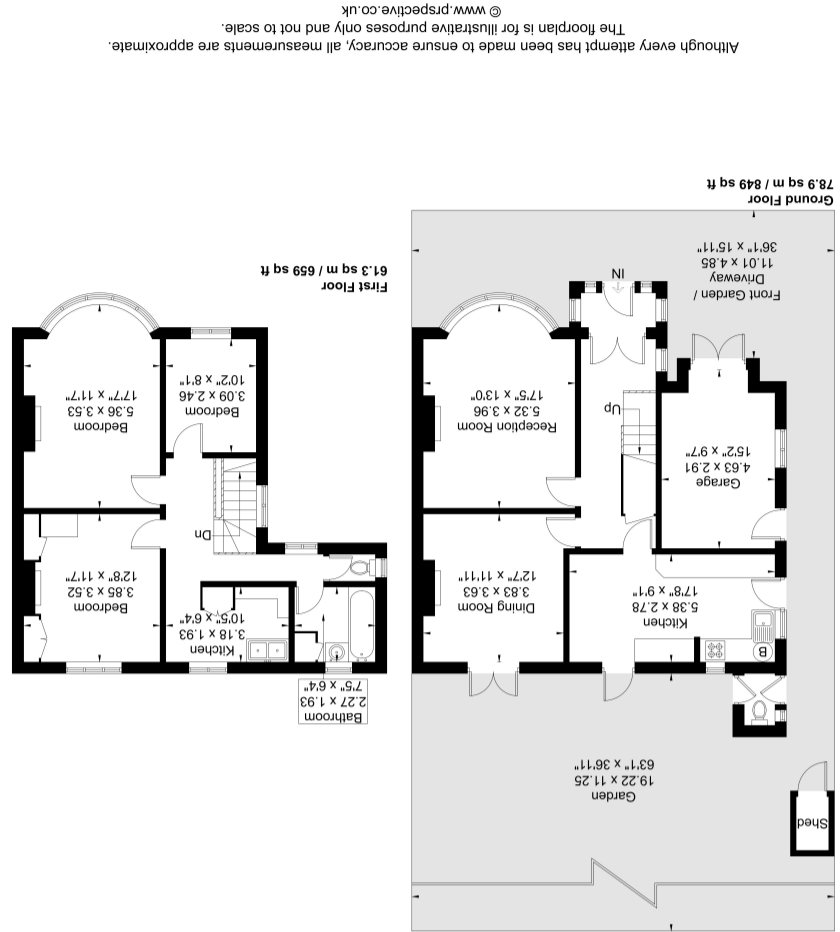 Shed
Garden
19.22 x 11.25
63'1" x 36'11"
B
Kitchen
5.38 x 2.78
17'8" x 9'1"
Dining Room
3.83 x 3.63
12'7" x 11'11"
Garage
4.63 x 2.91
15'2" x 9'7"
Up
Reception Room
5.32 x 3.96
17'5" x 13'0"
IN
Front Garden /
Driveway
11.01 x 4.85
36'1" x 15'11"
Ground Floor
78.9 sq m / 849 sq ft
Bathroom
2.27 x 1.93
7'5" x 6'4"
Kitchen
3.18 x 1.93
10'5" x 6'4"
Bedroom
3.85 x 3.52
12'8" x 11'7"
Dn
Bedroom
3.09 x 2.46
10'2" x 8'1"
Bedroom
5.36 x 3.53
17'7" x 11'7"
First Floor
61.3 sq m / 659 sq ft
Although every attempt has been made to ensure accuracy, all measurements are approximate.
The floorplan is for illustrative purposes only and not to scale.
© www.prspective.co.uk